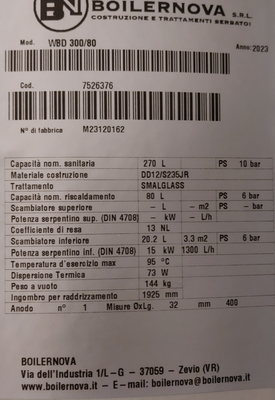 BN BOILERNOVA S.R.L.
COSTRUZIONE E TRATTAMENTI SERBATOI
Mod. WBD 300/80 Anno: 2023
Cod. 7526376
N° di fabbrica M23120162
Capacità nom. sanitaria 270 L PS 10 bar
Materiale costruzione DD12/S235JR
Trattamento SMALGLASS
Capacità nom. riscaldamento 80 L PS 6 bar
Scambiatore superiore – L – m2 PS – bar
Potenza serpentino sup. (DIN 4708) – kW – L/h
Coefficiente di resa 13 NL
Scambiatore inferiore 20.2 L 3.3 m2 PS 6 bar
Potenza serpentino inf. (DIN 4708) 15 kW 1300 L/h
Temperatura d'esercizio max 95 °C
Dispersione Termica 73 W
Peso a vuoto 144 kg
Ingombro per raddrizzamento 1925 mm
Anodo n° 1 Misure ØxLg. 32 mm 400
BOILERNOVA
Via dell'Industria 1/L-G - 37059 - Zevio (VR)
www.boilernova.it - E-mail: boilernova@boilernova.it